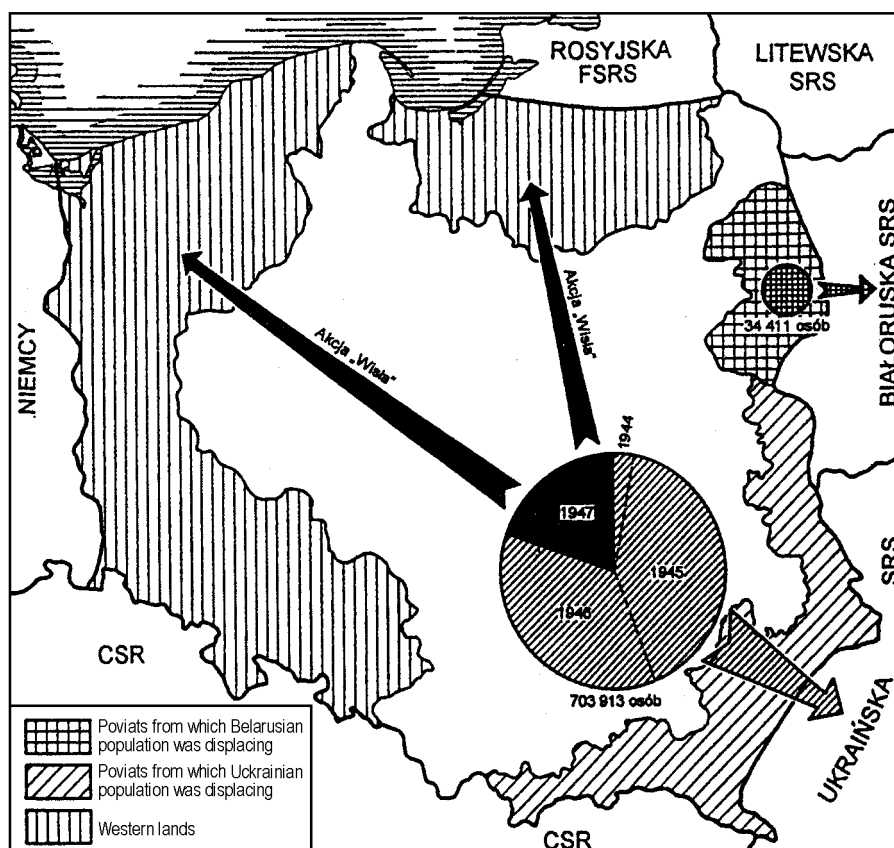 ROSYJSKA
FSRS
LITEWSKA
SRS
BIAŁORUSKA SRS
34 411 osób
NIEMCY
Akcja „Wisła"
Akcja „Wisła"
1944
1947
1945
1946
703 913 osób
SRS
UKRAIŃSKA
CSR
CSR
Poviats from which Belarusian
population was displacing
Poviats from which Uckrainian
population was displacing
Western lands